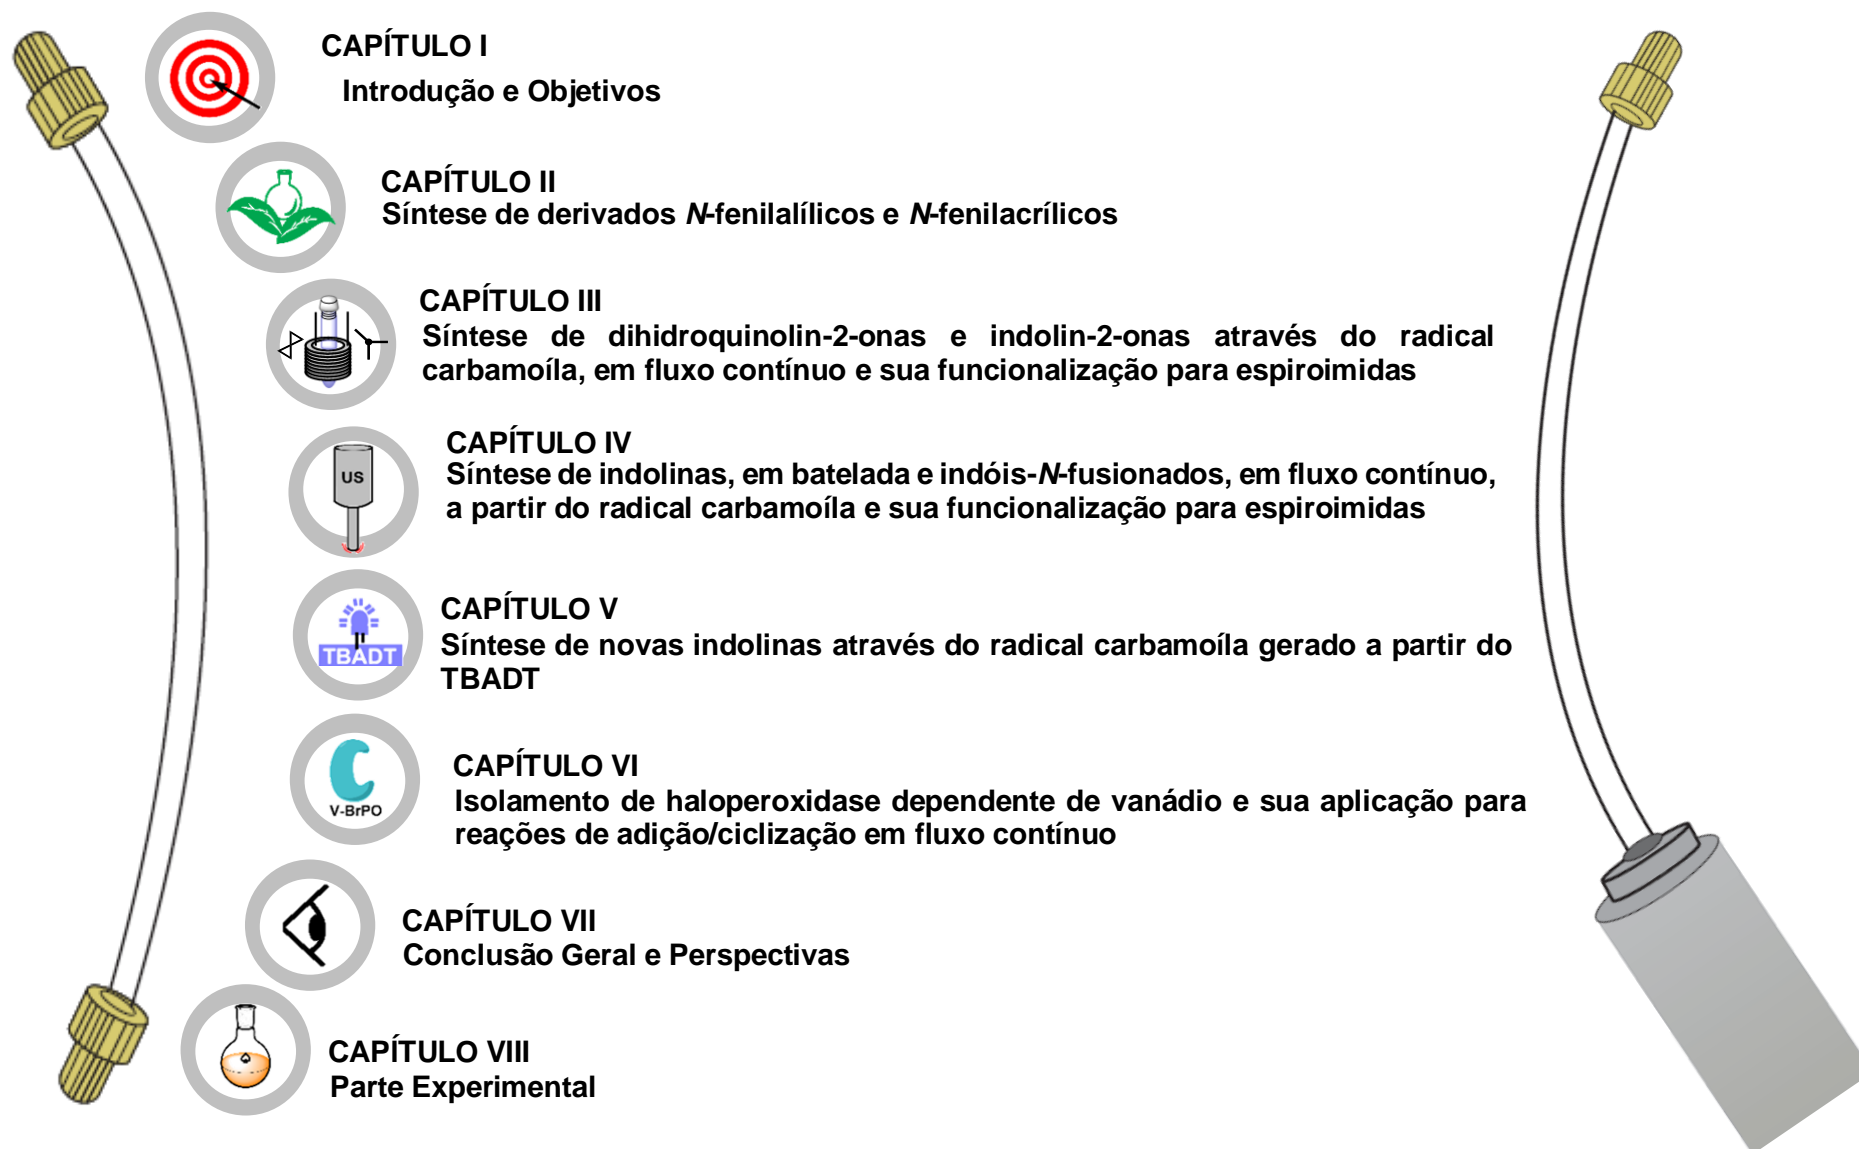 CAPÍTULO I
Introdução e Objetivos
CAPÍTULO II
Síntese de derivados N-fenilalílicos e N-fenilacrílicos
CAPÍTULO III
Síntese de dihidroquinolin-2-onas e indolin-2-onas através do radical
carbamoíla, em fluxo contínuo e sua funcionalização para espiroimidas
CAPÍTULO IV
US
Síntese de indolinas, em batelada e indóis-N-fusionados, em fluxo contínuo,
a partir do radical carbamoíla e sua funcionalização para espiroimidas
CAPÍTULO V
TBADT
Síntese de novas indolinas através do radical carbamoíla gerado a partir do
TBADT
CAPÍTULO VI
V-BrPO
Isolamento de haloperoxidase dependente de vanádio e sua aplicação para
reações de adição/ciclização em fluxo contínuo
CAPÍTULO VII
Conclusão Geral e Perspectivas
CAPÍTULO VIII
Parte Experimental